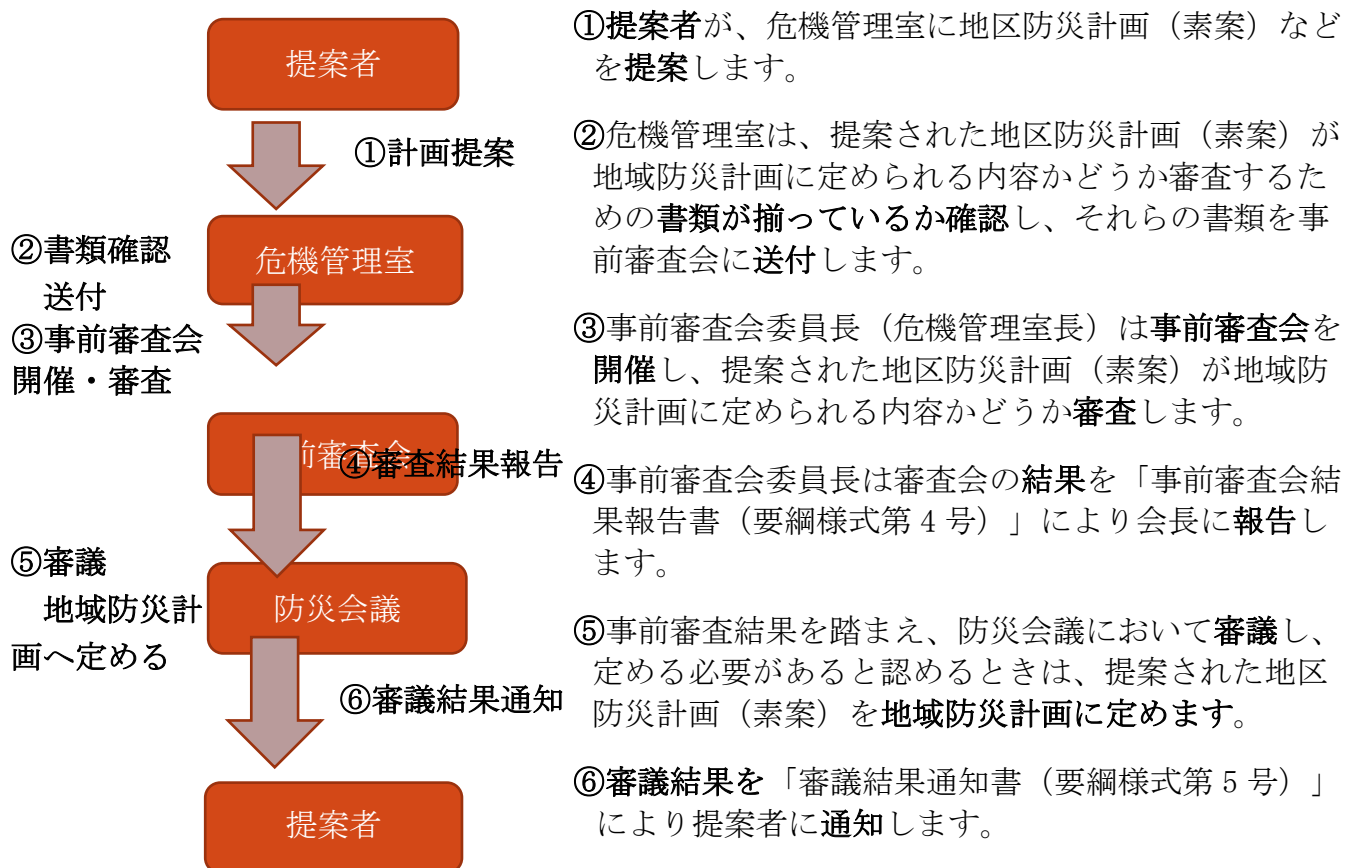 提案者
①計画提案
②書類確認
送付
危機管理室
③事前審査会
開催・審査
前審査会
④審査結果報告
⑤審議
地域防災計
画へ定める
防災会議
⑥審議結果通知
提案者
①提案者が、危機管理室に地区防災計画（素案）など
を提案します。
②危機管理室は、提案された地区防災計画（素案）が
地域防災計画に定められる内容かどうか審査するた
めの書類が揃っているか確認し、それらの書類を事
前審査会に送付します。
③事前審査会委員長（危機管理室長）は事前審査会を
開催し、提案された地区防災計画（素案）が地域防
災計画に定められる内容かどうか審査します。
④事前審査会委員長は審査会の結果を「事前審査会結
果報告書（要綱様式第４号）」により会長に報告し
ます。
⑤事前審査結果を踏まえ、防災会議において審議し、
定める必要があると認めるときは、提案された地区
防災計画（素案）を地域防災計画に定めます。
⑥審議結果を「審議結果通知書（要綱様式第５号）」
により提案者に通知します。